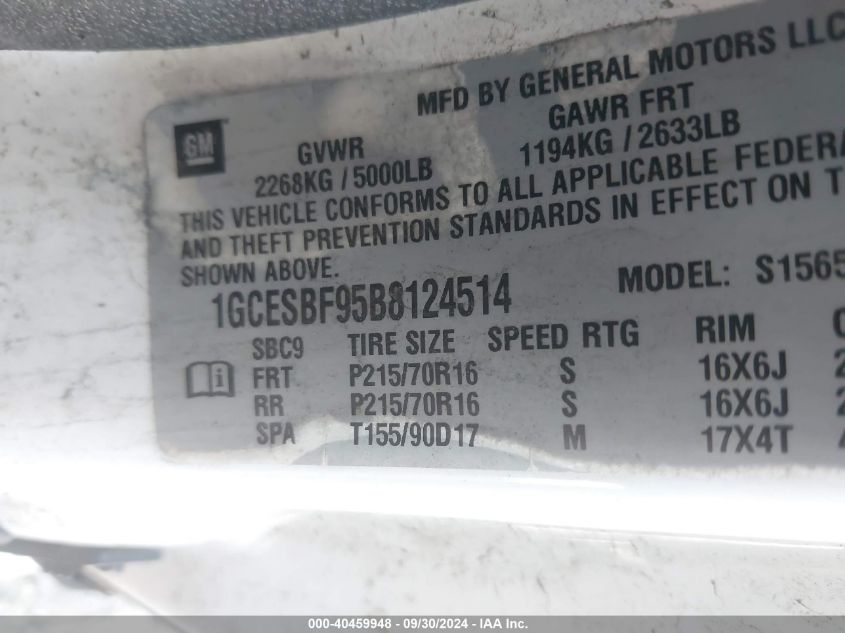 MFD BY GENERAL MOTORS LLC
GM GVWR GAWR FRT
2268KG / 5000LB 1194KG / 2633LB
THIS VEHICLE CONFORMS TO ALL APPLICABLE FEDERA
AND THEFT PREVENTION STANDARDS IN EFFECT ON T
SHOWN ABOVE.
1GCESBF95B8124514 MODEL: S1565
SBC9 TIRE SIZE SPEED RTG RIM
FRT P215/70R16 S 16X6J
RR P215/70R16 S 16X6J
SPA T155/90D17 M 17X4T
000-40459948 - 09/30/2024 - IAA Inc.